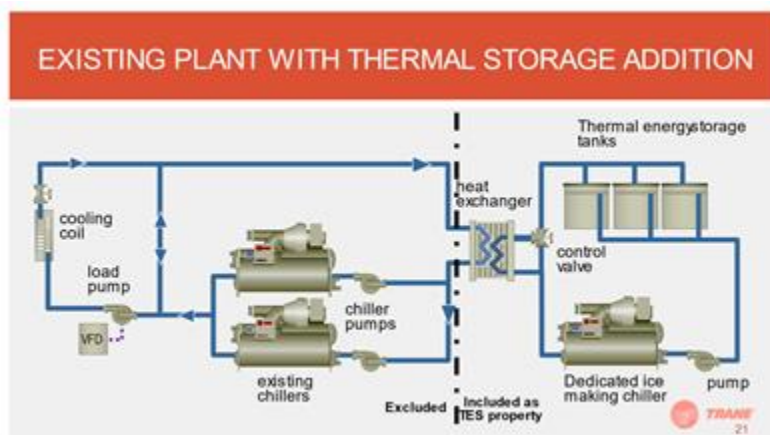 EXISTING PLANT WITH THERMAL STORAGE ADDITION
Thermal energystorage
tanks
heat
exchanger
cooling
coil
control
valve
load
pump
chiller
pumps
VFD
existing
chillers
Dedicated ice
making chiller
pump
Excluded
Included as
TES property
TRANE
21